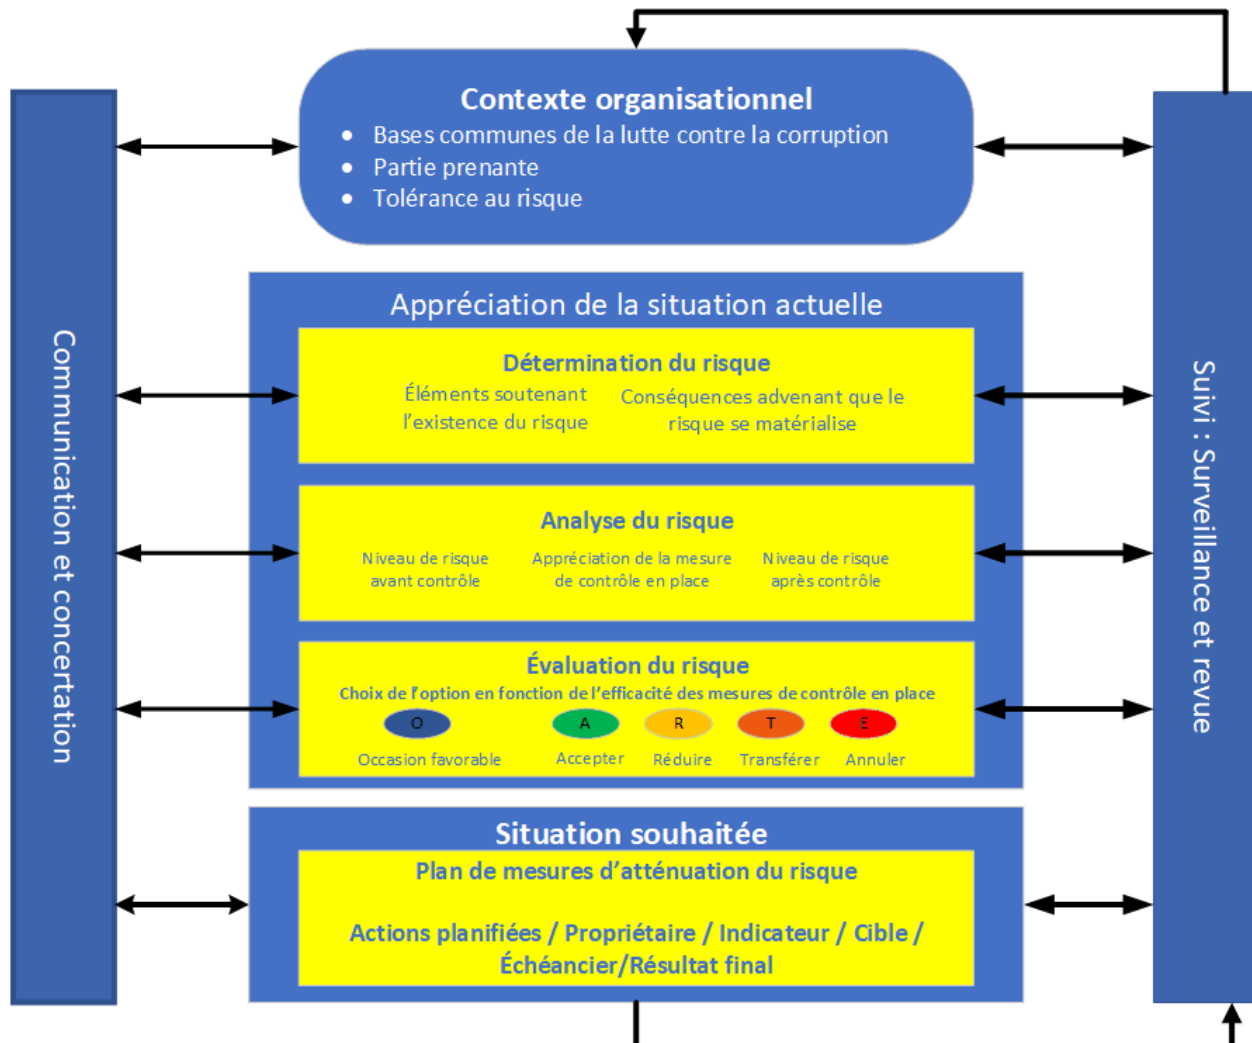 Contexte organisationnel
• Bases communes de la lutte contre la corruption
• Partie prenante
• Tolérance au risque
Communication et concertation
Suivi : Surveillance et revue
Appréciation de la situation actuelle
Détermination du risque
Éléments soutenant
l’existence du risque
Conséquences advenant que le
risque se matérialise
Analyse du risque
Niveau de risque
avant contrôle
Appréciation de la mesure
de contrôle en place
Niveau de risque
après contrôle
Évaluation du risque
Choix de l’option en fonction de l’efficacité des mesures de contrôle en place
O A R T E
Occasion favorable Accepter Réduire Transférer Annuler
Situation souhaitée
Plan de mesures d’atténuation du risque
Actions planifiées / Propriétaire / Indicateur / Cible /
Échéancier/Résultat final